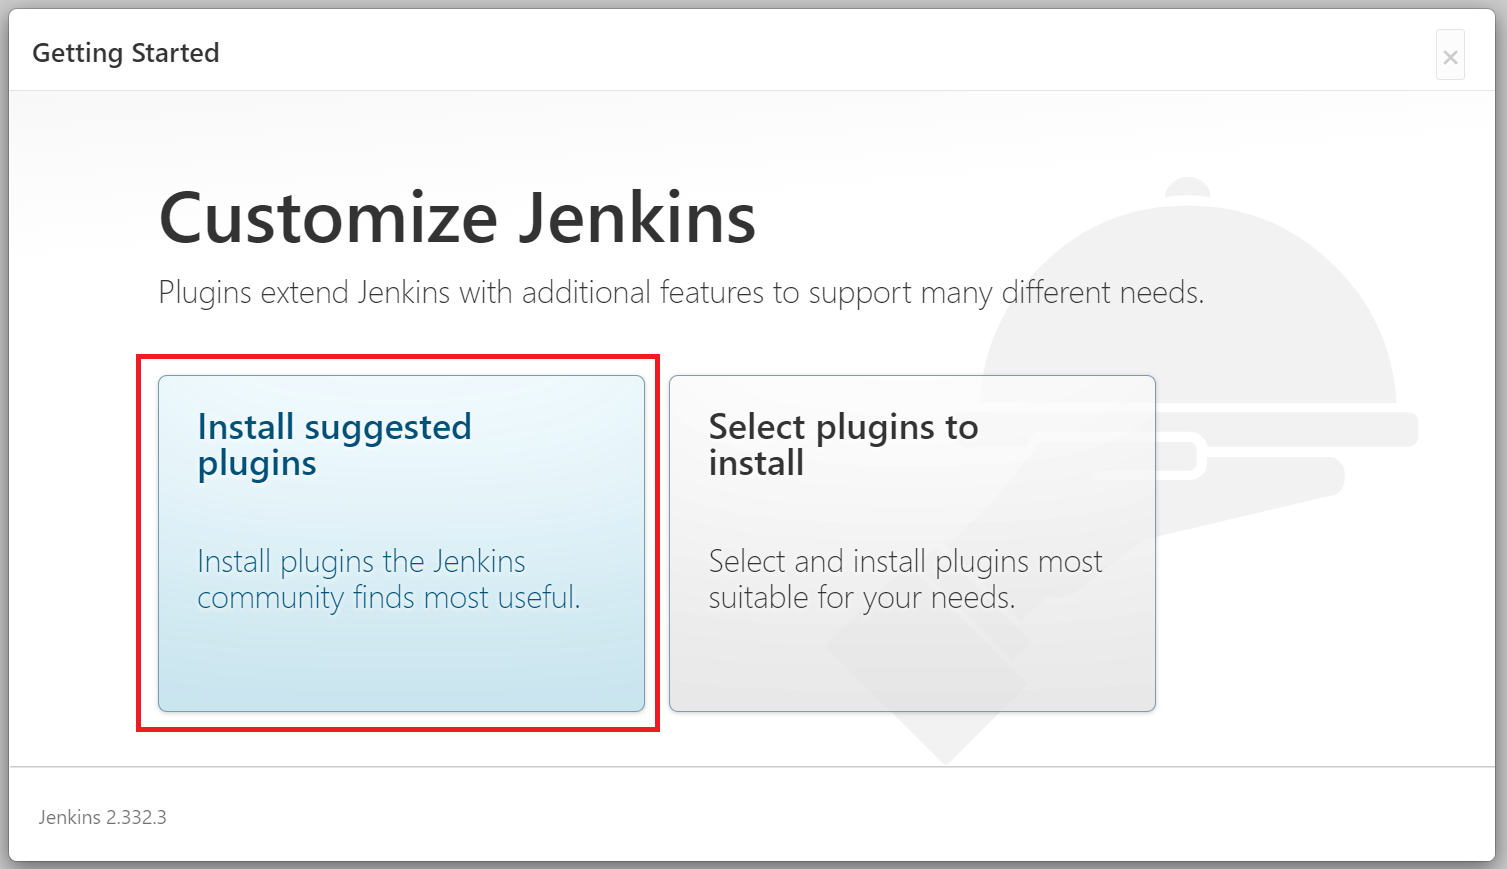 Getting Started
×
Customize Jenkins
Plugins extend Jenkins with additional features to support many different needs.
Install suggested
plugins
Install plugins the Jenkins
community finds most useful.
Select plugins to
install
Select and install plugins most
suitable for your needs.
Jenkins 2.332.3